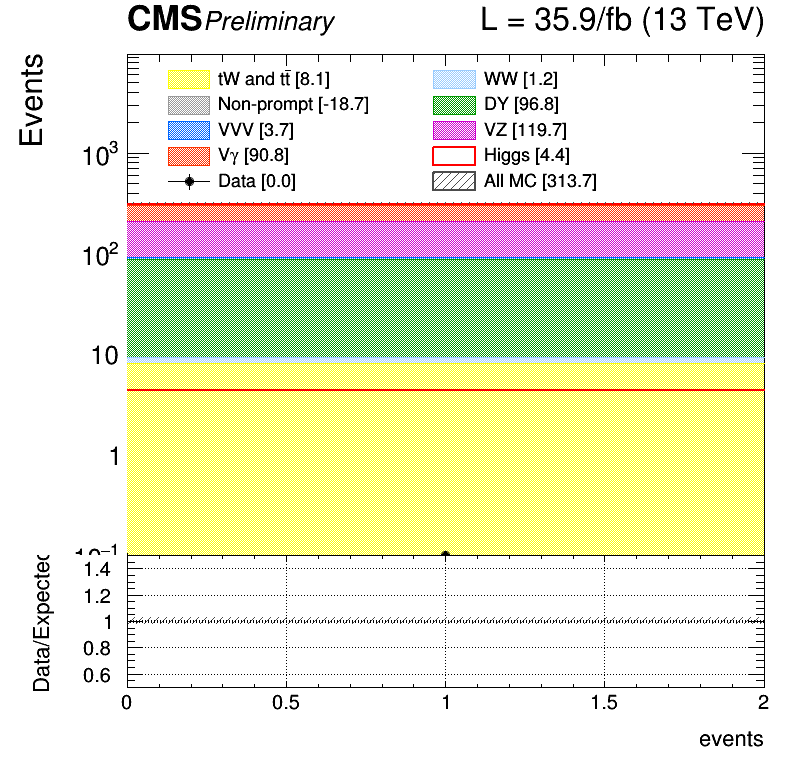 CMS Preliminary L = 35.9/fb (13 TeV)
Events
tW and tt̄ [8.1] WW [1.2]
Non-prompt [-18.7] DY [96.8]
VVV [3.7] VZ [119.7]
Vγ [90.8] Higgs [4.4]
Data [0.0] All MC [313.7]
10³
10²
10
1
10⁻¹
Data/Expected
1.4
1.2
1
0.8
0.6
0 0.5 1 1.5 2
events